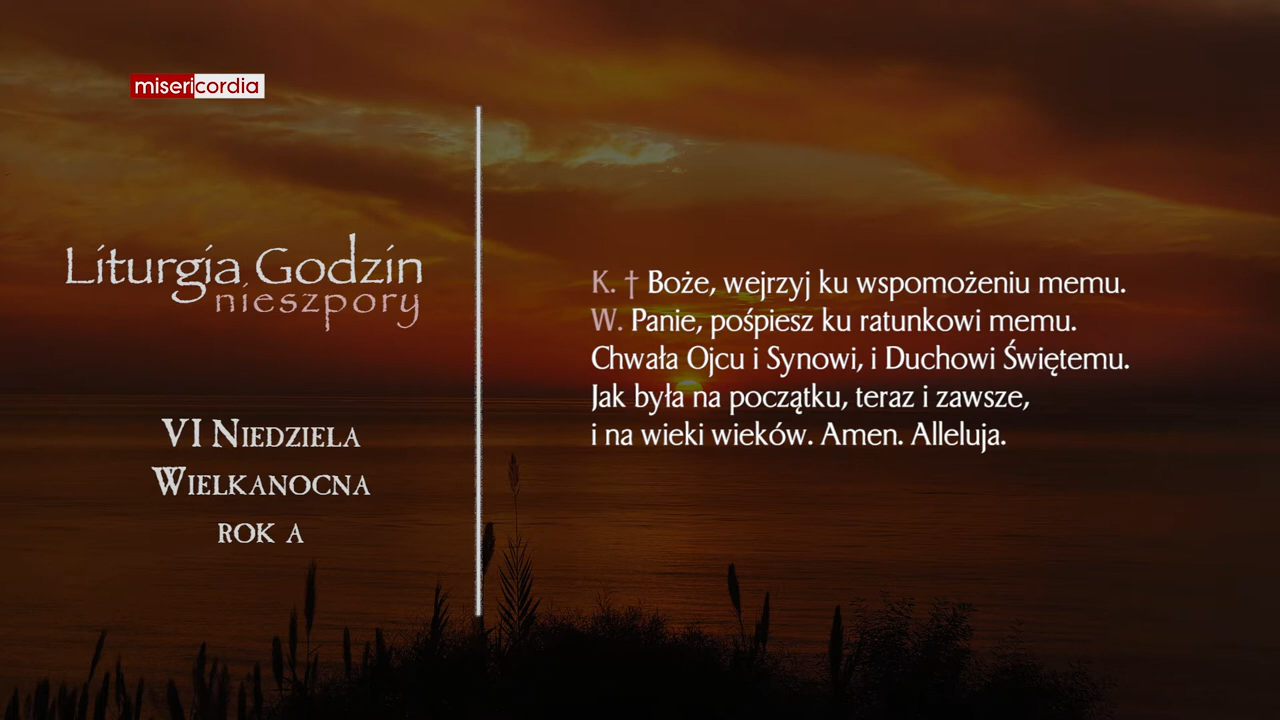 misericordia
Liturgia Godzin
nieszpory
VI Niedziela
Wielkanocna
rok a
K. † Boże, wejrzyj ku wspomożeniu memu.
W. Panie, pośpiesz ku ratunkowi memu.
Chwała Ojcu i Synowi, i Duchowi Świętemu.
Jak była na początku, teraz i zawsze,
i na wieki wieków. Amen. Alleluja.